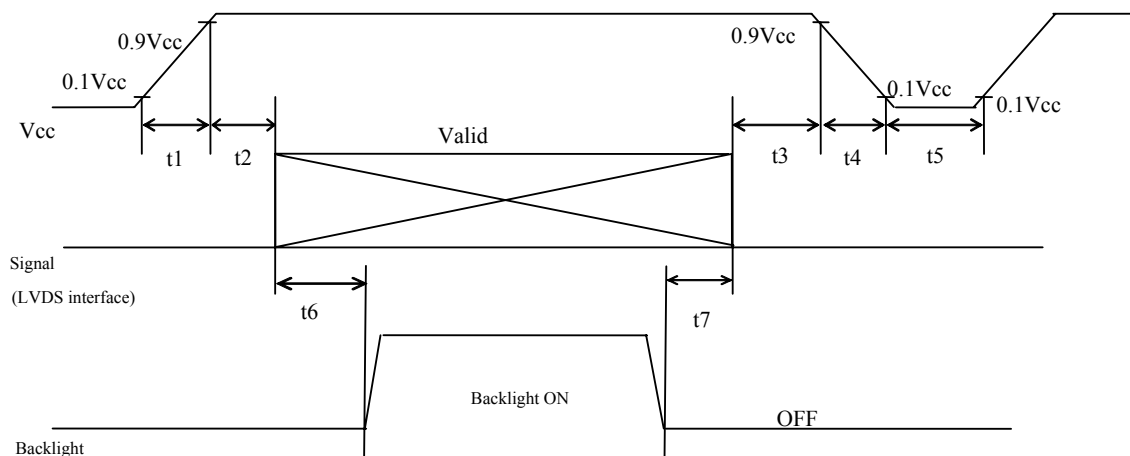 0.9Vcc
0.9Vcc
0.1Vcc
0.1Vcc
0.1Vcc
Vcc
t1
t2
Valid
t3
t4
t5
Signal
(LVDS interface)
t6
t7
Backlight ON
OFF
Backlight